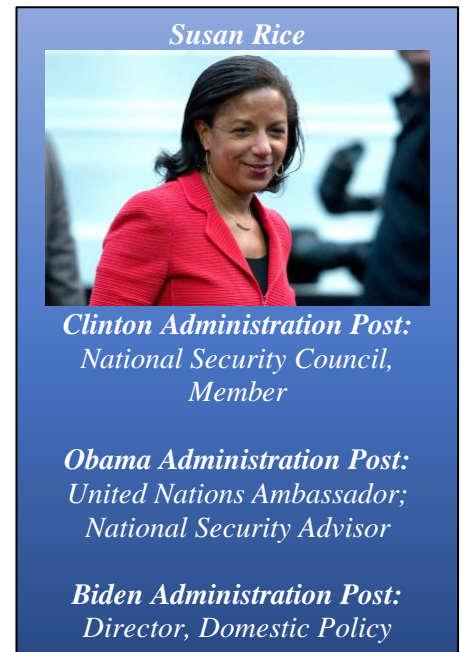 Susan Rice
Clinton Administration Post:
National Security Council,
Member
Obama Administration Post:
United Nations Ambassador;
National Security Advisor
Biden Administration Post:
Director, Domestic Policy